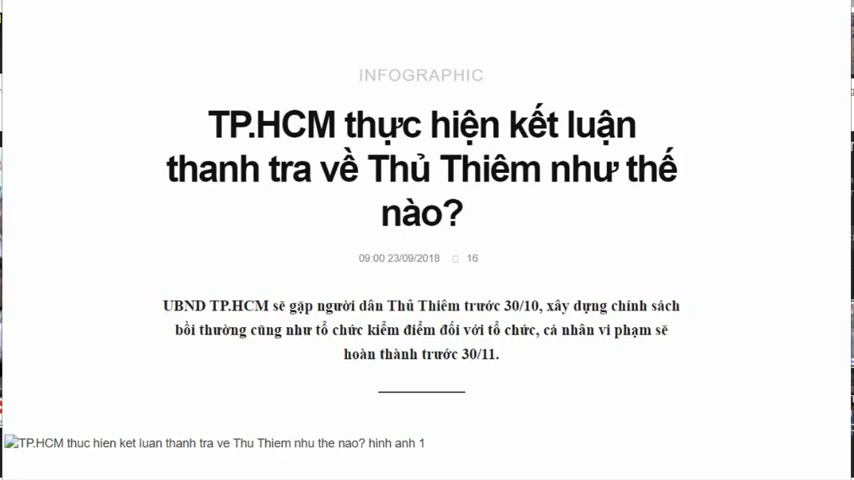 INFOGRAPHIC
TP.HCM thực hiện kết luận
thanh tra về Thủ Thiêm như thế
nào?
09:00 23/09/2018 16
UBND TP.HCM sẽ gặp người dân Thủ Thiêm trước 30/10, xây dựng chính sách
bồi thường cũng như tổ chức kiểm điểm đối với tổ chức, cá nhân vi phạm sẽ
hoàn thành trước 30/11.
TP.HCM thuc hien ket luan thanh tra ve Thu Thiem nhu the nao? hinh anh 1